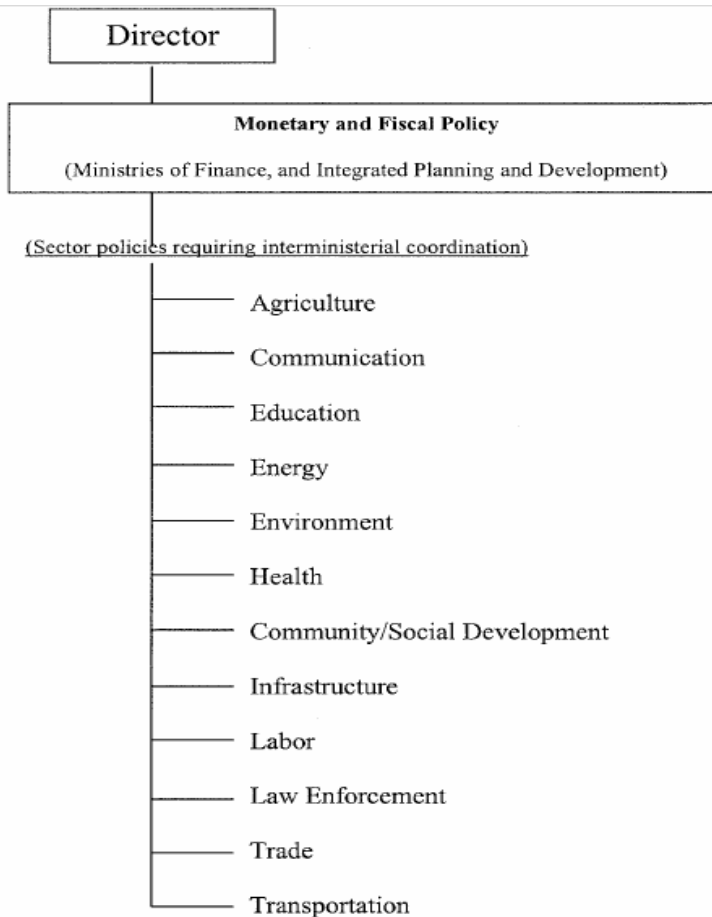 Director
Monetary and Fiscal Policy
(Ministries of Finance, and Integrated Planning and Development)
(Sector policies requiring interministerial coordination)
Agriculture
Communication
Education
Energy
Environment
Health
Community/Social Development
Infrastructure
Labor
Law Enforcement
Trade
Transportation